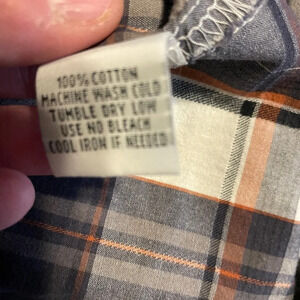 100% COTTON
MACHINE WASH COLD
TUMBLE DRY LOW
USE NO BLEACH
COOL IRON IF NEEDED